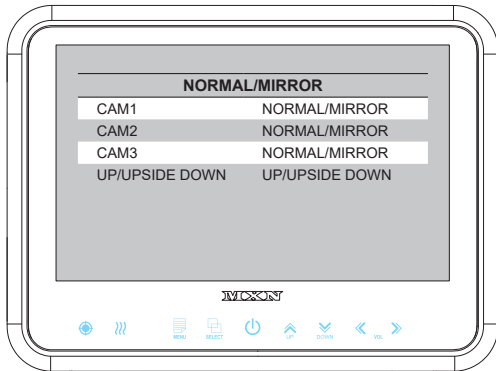 NORMAL/MIRROR
CAM1 NORMAL/MIRROR
CAM2 NORMAL/MIRROR
CAM3 NORMAL/MIRROR
UP/UPSIDE DOWN UP/UPSIDE DOWN
MXN
MENU SELECT UP DOWN VOL